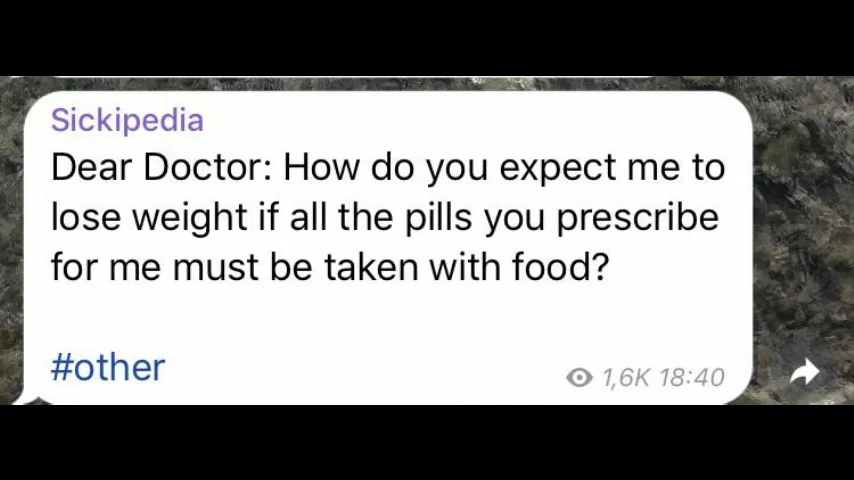 Sickipedia
Dear Doctor: How do you expect me to
lose weight if all the pills you prescribe
for me must be taken with food?
#other
1,6K 18:40